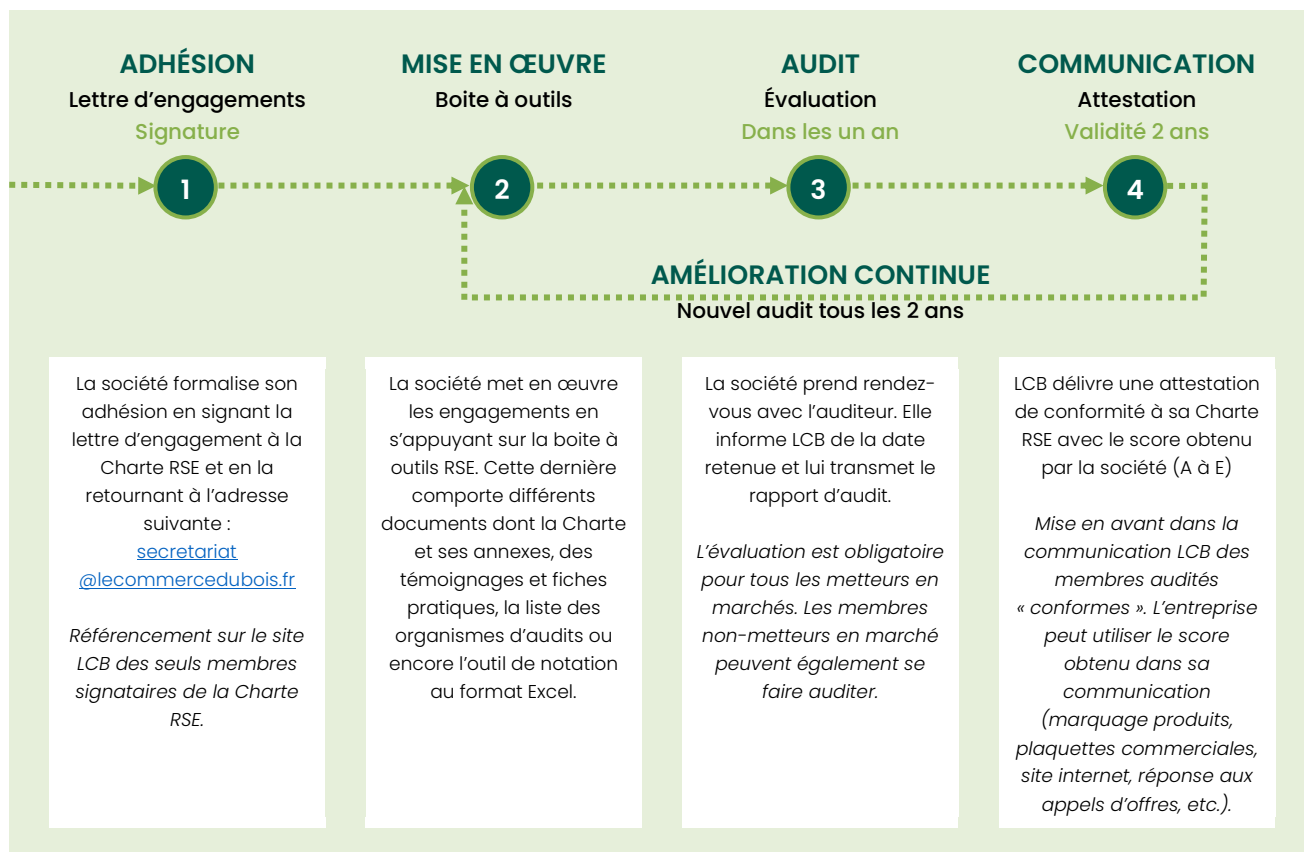 ADHÉSION
Lettre d'engagements
Signature
1
MISE EN ŒUVRE
Boite à outils
2
AUDIT
Évaluation
Dans les un an
3
COMMUNICATION
Attestation
Validité 2 ans
4
AMÉLIORATION CONTINUE
Nouvel audit tous les 2 ans
La société formalise son
adhésion en signant la
lettre d'engagement à la
Charte RSE et en la
retournant à l'adresse
suivante :
secretariat
@lecommercedubois.fr
Référencement sur le site
LCB des seuls membres
signataires de la Charte
RSE.
La société met en œuvre
les engagements en
s'appuyant sur la boite à
outils RSE. Cette dernière
comporte différents
documents dont la Charte
et ses annexes, des
témoignages et fiches
pratiques, la liste des
organismes d'audits ou
encore l'outil de notation
au format Excel.
La société prend rendez-
vous avec l'auditeur. Elle
informe LCB de la date
retenue et lui transmet le
rapport d'audit.
L'évaluation est obligatoire
pour tous les metteurs en
marchés. Les membres
non-metteurs en marché
peuvent également se
faire auditer.
LCB délivre une attestation
de conformité à sa Charte
RSE avec le score obtenu
par la société (A à E)
Mise en avant dans la
communication LCB des
membres audités
« conformes ». L'entreprise
peut utiliser le score
obtenu dans sa
communication
(marquage produits,
plaquettes commerciales,
site internet, réponse aux
appels d'offres, etc.).